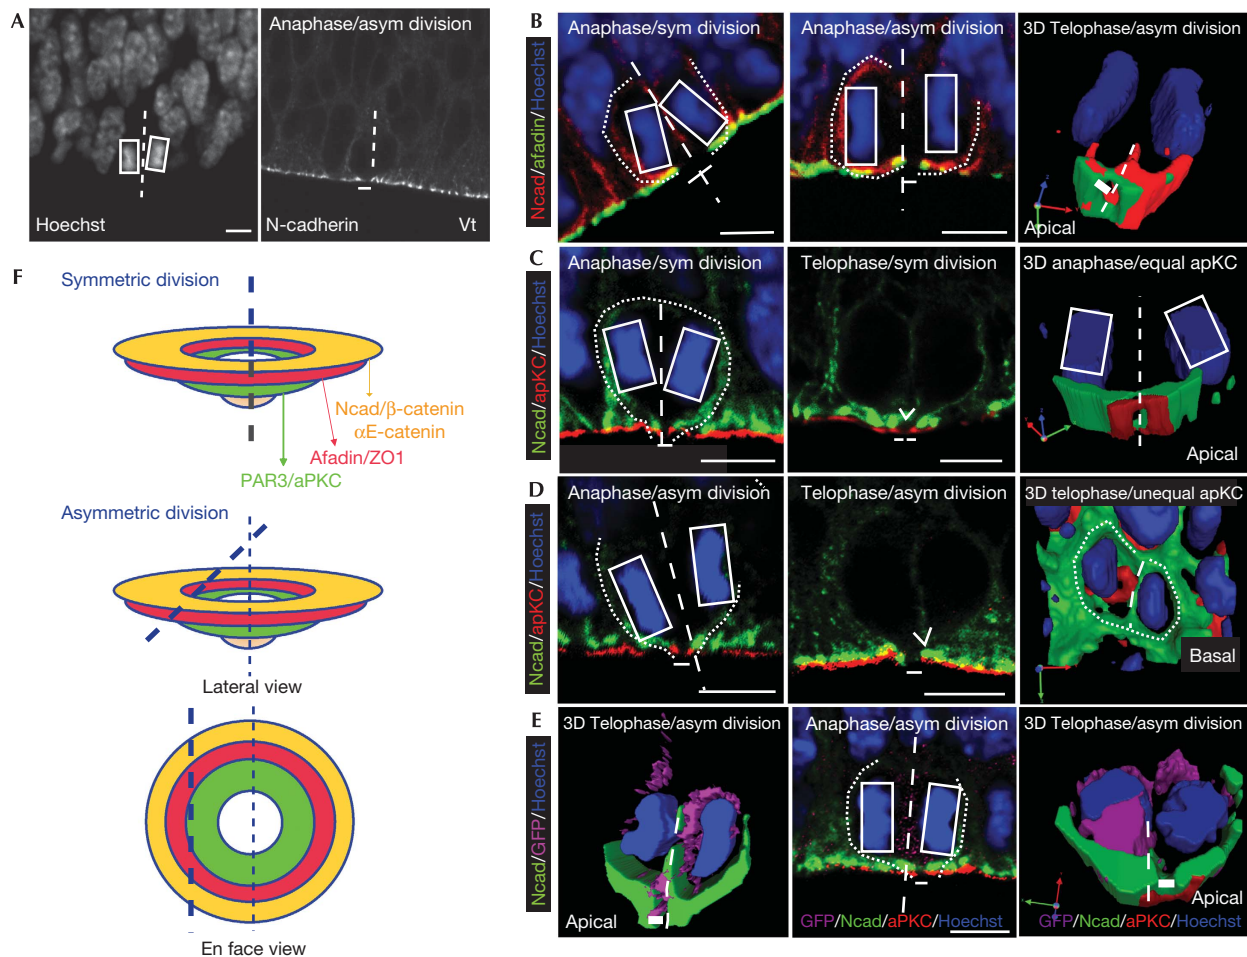 A
Anaphase/asym division
Hoechst
N-cadherin
Vt
B
Ncad/afadin/Hoechst
Anaphase/sym division
Anaphase/asym division
3D Telophase/asym division
Apical
C
Ncad/apKC/Hoechst
Anaphase/sym division
Telophase/sym division
3D anaphase/equal apKC
Apical
D
Ncad/apKC/Hoechst
Anaphase/asym division
Telophase/asym division
3D telophase/unequal apKC
Basal
E
Ncad/GFP/Hoechst
3D Telophase/asym division
Apical
Anaphase/asym division
GFP/Ncad/aPKC/Hoechst
3D Telophase/asym division
Apical
GFP/Ncad/aPKC/Hoechst
F
Symmetric division
Ncad/β-catenin
αE-catenin
Afadin/ZO1
PAR3/aPKC
Asymmetric division
Lateral view
En face view